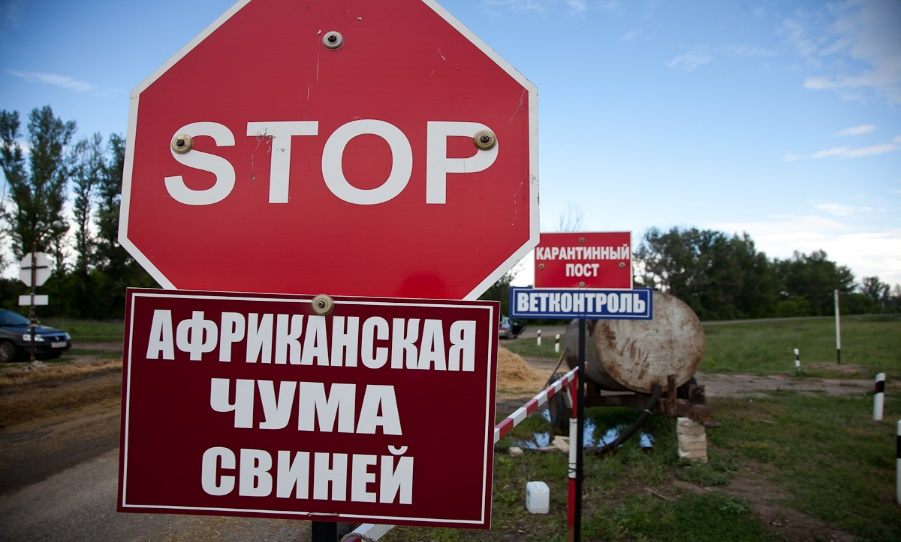 STOP
АФРИКАНСКАЯ
ЧУМА
СВИНЕЙ
КАРАНТИННЫЙ
ПОСТ
ВЕТКОНТРОЛЬ